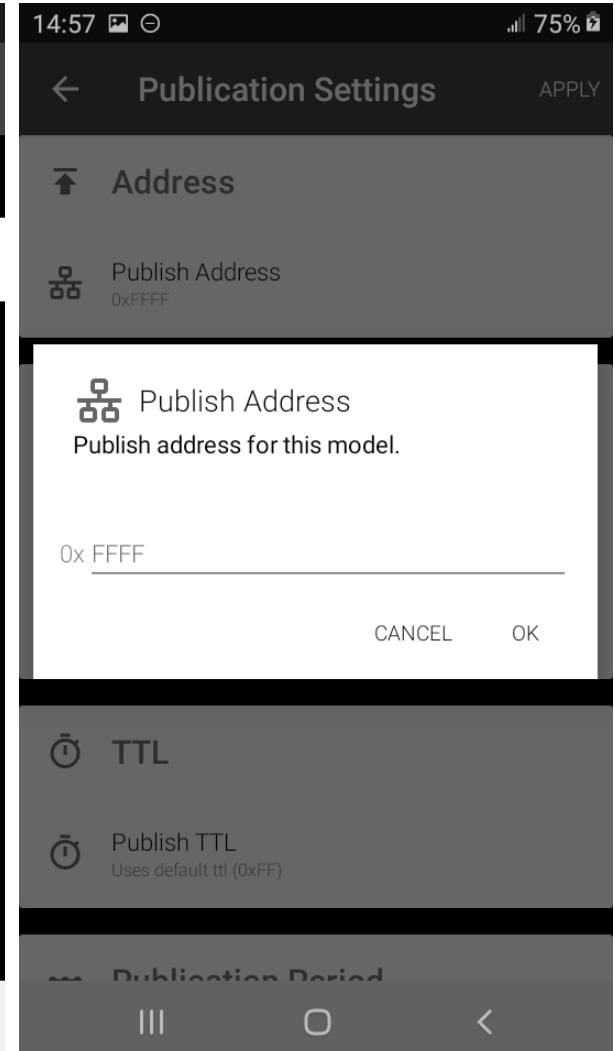 14:57 75%
Publication Settings APPLY
Address
Publish Address
0xFFFF
Publish Address
Publish address for this model.
0x FFFF
CANCEL OK
TTL
Publish TTL
Uses default ttl (0xFF)
Publication Period